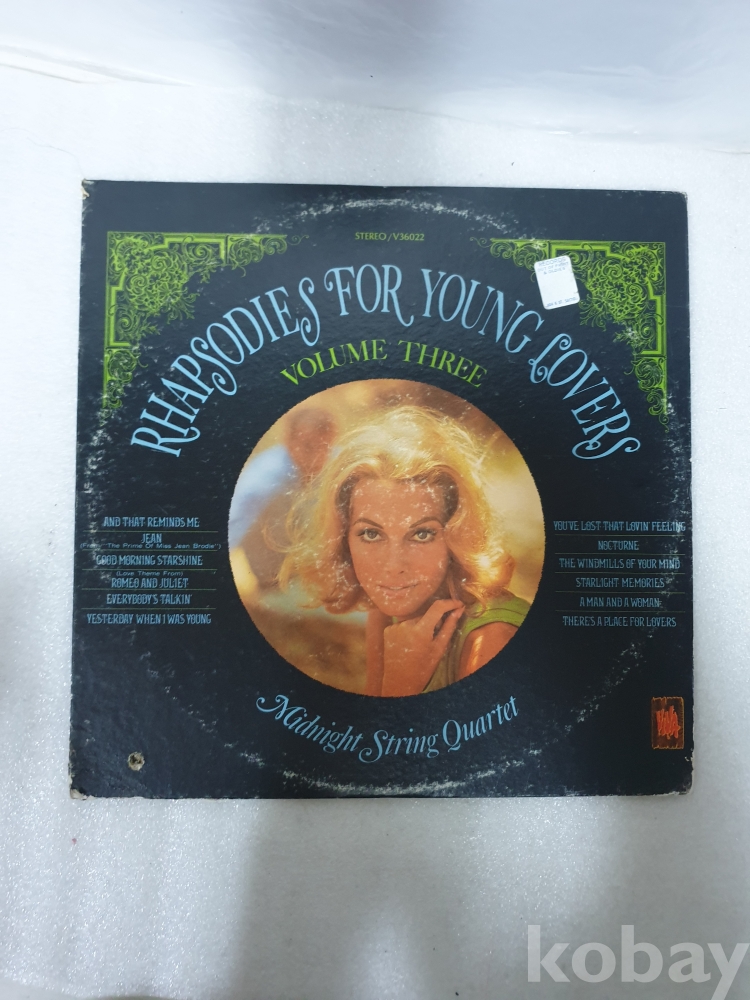 STEREO/V36022
RHAPSODIES FOR YOUNG LOVERS
VOLUME THREE
AND THAT REMINDS ME
JEAN
(From "The Prime Of Miss Jean Brodie")
GOOD MORNING STARSHINE
(Love Theme From)
ROMEO AND JULIET
EVERYBODY'S TALKIN'
YESTERDAY WHEN I WAS YOUNG
YOU'VE LOST THAT LOVIN' FEELING
NOCTURNE
THE WINDMILLS OF YOUR MIND
STARLIGHT MEMORIES
A MAN AND A WOMAN
THERE'S A PLACE FOR LOVERS
Midnight String Quartet
VIVA
kobay